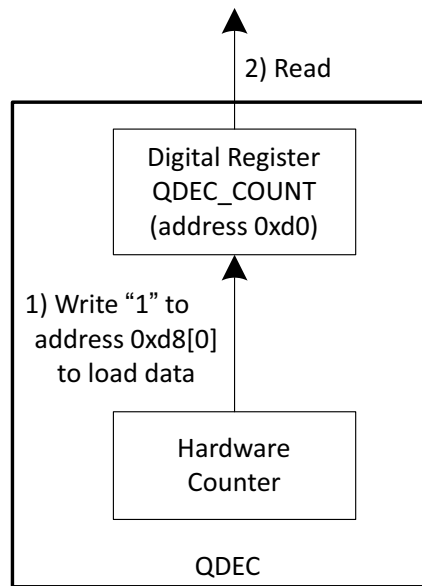 2) Read
Digital Register
QDEC_COUNT
(address 0xd0)
1) Write “1” to
address 0xd8[0]
to load data
Hardware
Counter
QDEC